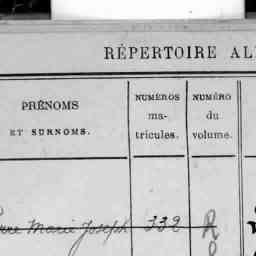 RÉPERTOIRE AL
PRÉNOMS
ET SURNOMS.
NUMÉROS
ma-
tricules.
NUMÉRO
du
volume.
Marie Joseph 332 R